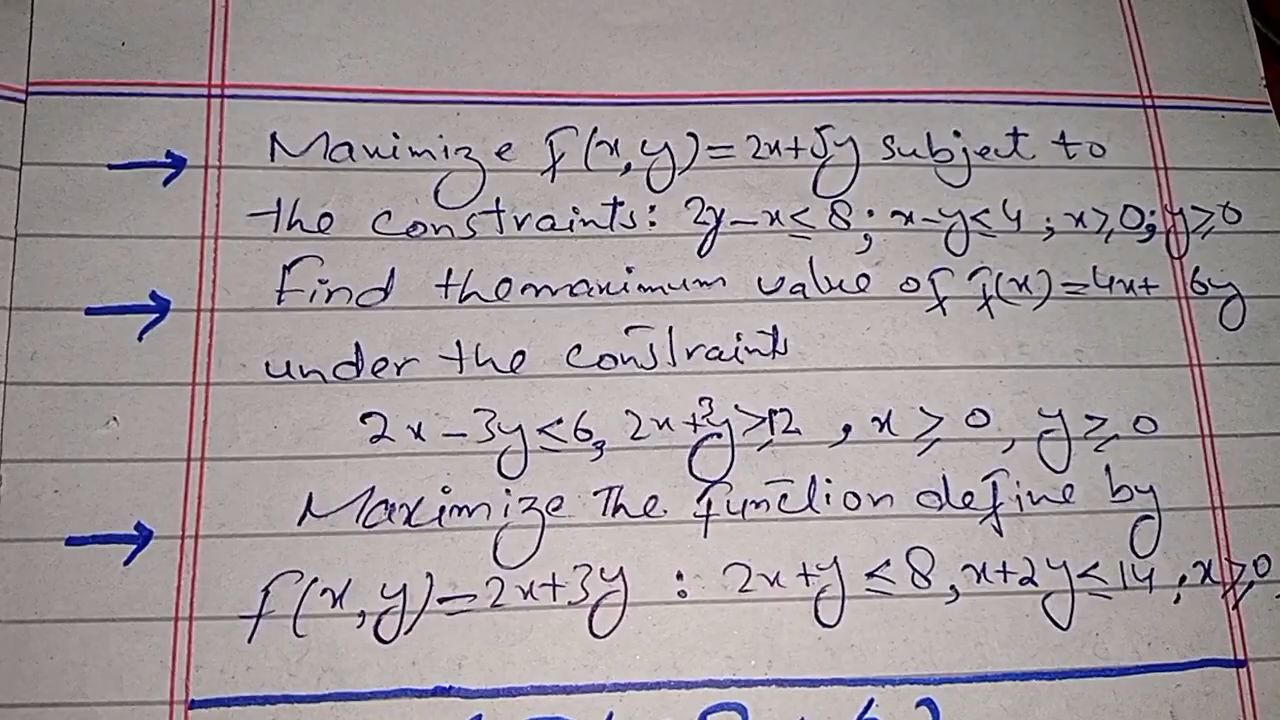 Maximize f(x,y)=2x+5y subject to
the constraints: 2y-x≤8; x-y≤4; x≥0; y≥0
Find the maximum value of f(x)=4x+6y
under the constraints
2x-3y≤6, 2x+3y≥12, x≥0, y≥0
Maximize The function define by
f(x,y)=2x+3y : 2x+y≤8, x+2y≤14, x≥0